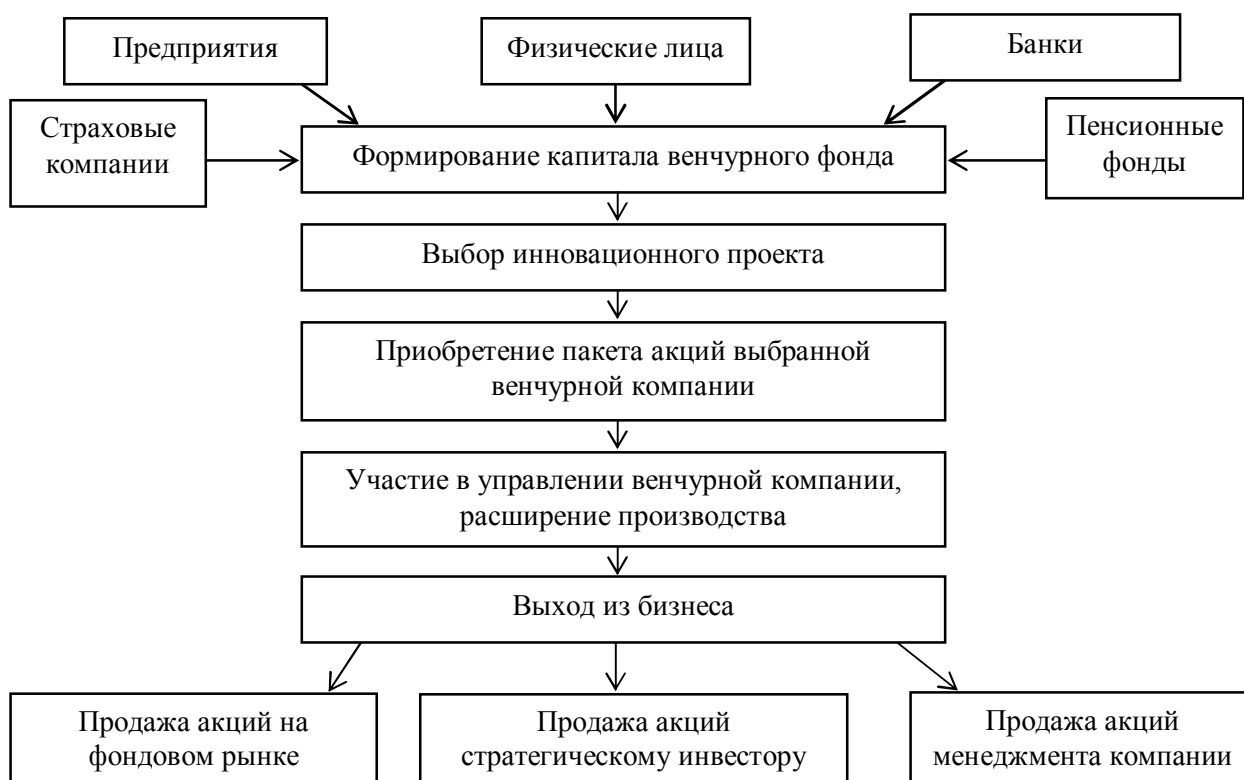 Предприятия
Физические лица
Банки
Страховые
компании
Формирование капитала венчурного фонда
Пенсионные
фонды
Выбор инновационного проекта
Приобретение пакета акций выбранной
венчурной компании
Участие в управлении венчурной компании,
расширение производства
Выход из бизнеса
Продажа акций на
фондовом рынке
Продажа акций
стратегическому инвестору
Продажа акций
менеджмента компании